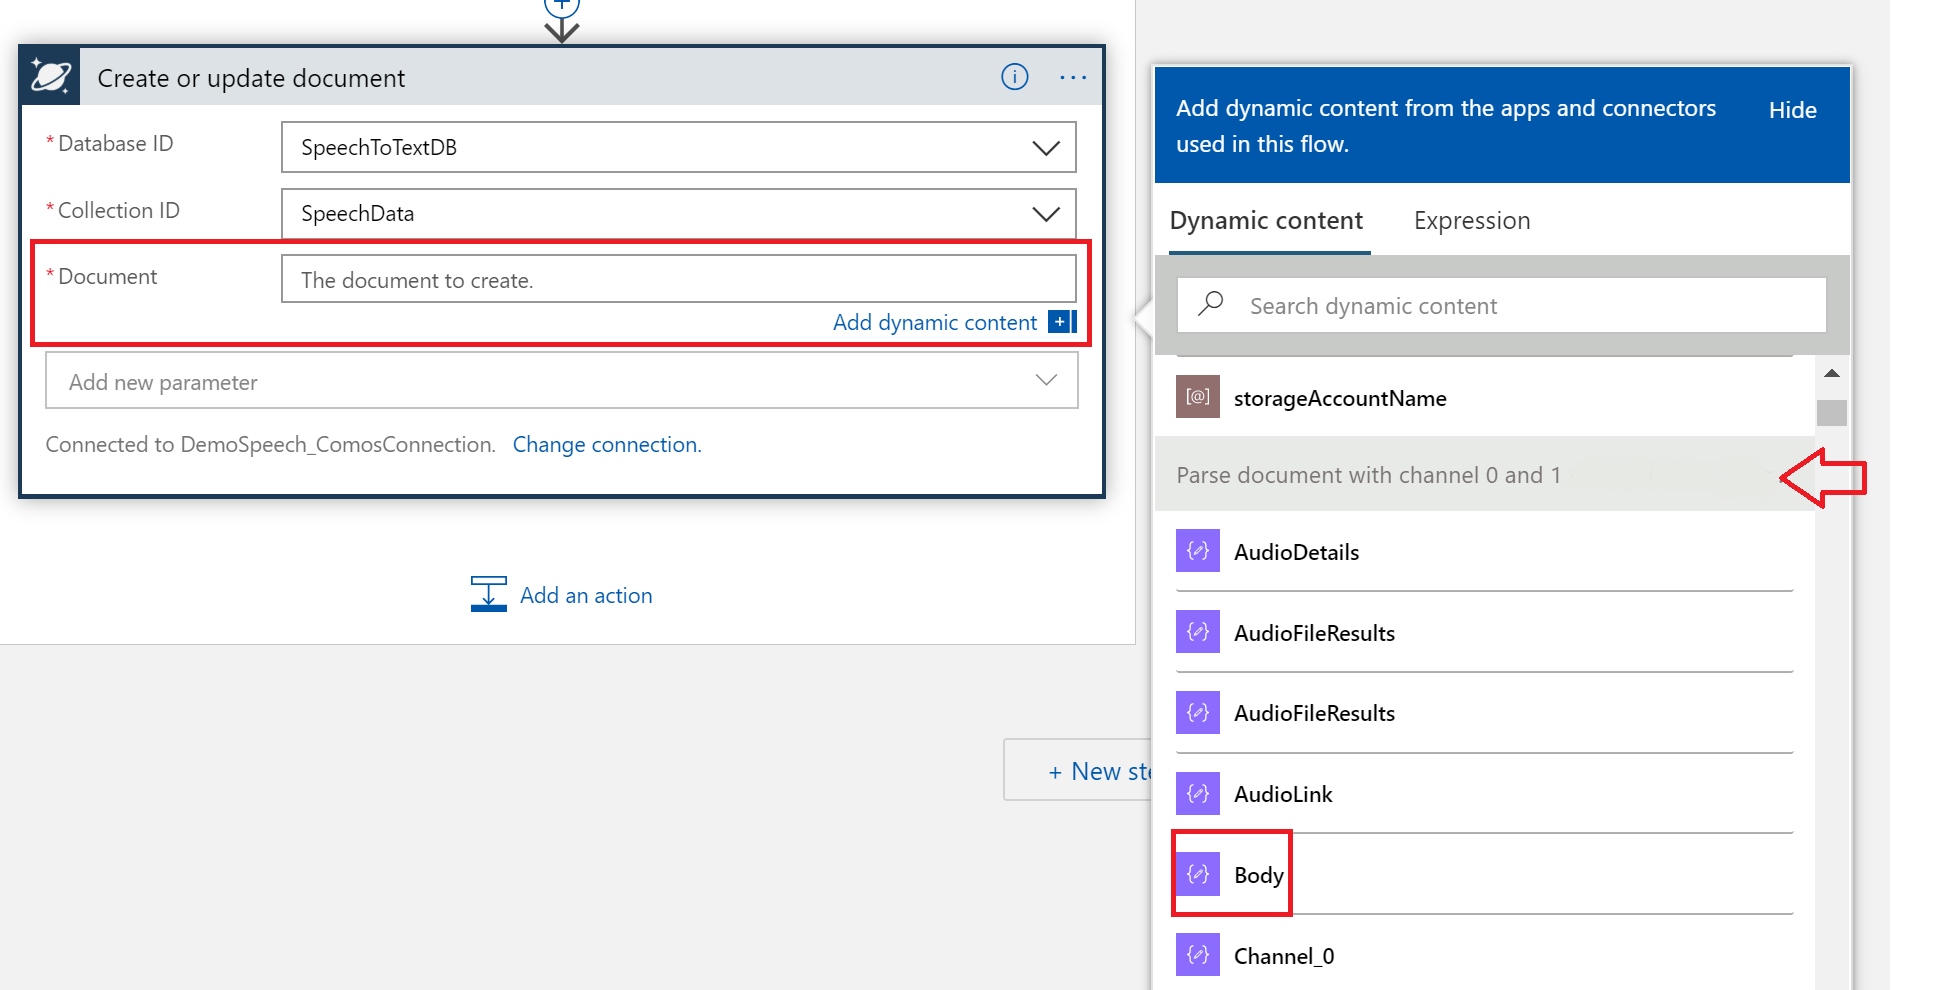 Create or update document
* Database ID
SpeechToTextDB
* Collection ID
SpeechData
* Document
The document to create.
Add dynamic content
Add new parameter
Connected to DemoSpeech_ComosConnection. Change connection.
Add an action
+ New ste
Add dynamic content from the apps and connectors
used in this flow.
Hide
Dynamic content
Expression
Search dynamic content
[@] storageAccountName
Parse document with channel 0 and 1
AudioDetails
AudioFileResults
AudioFileResults
AudioLink
Body
Channel_0